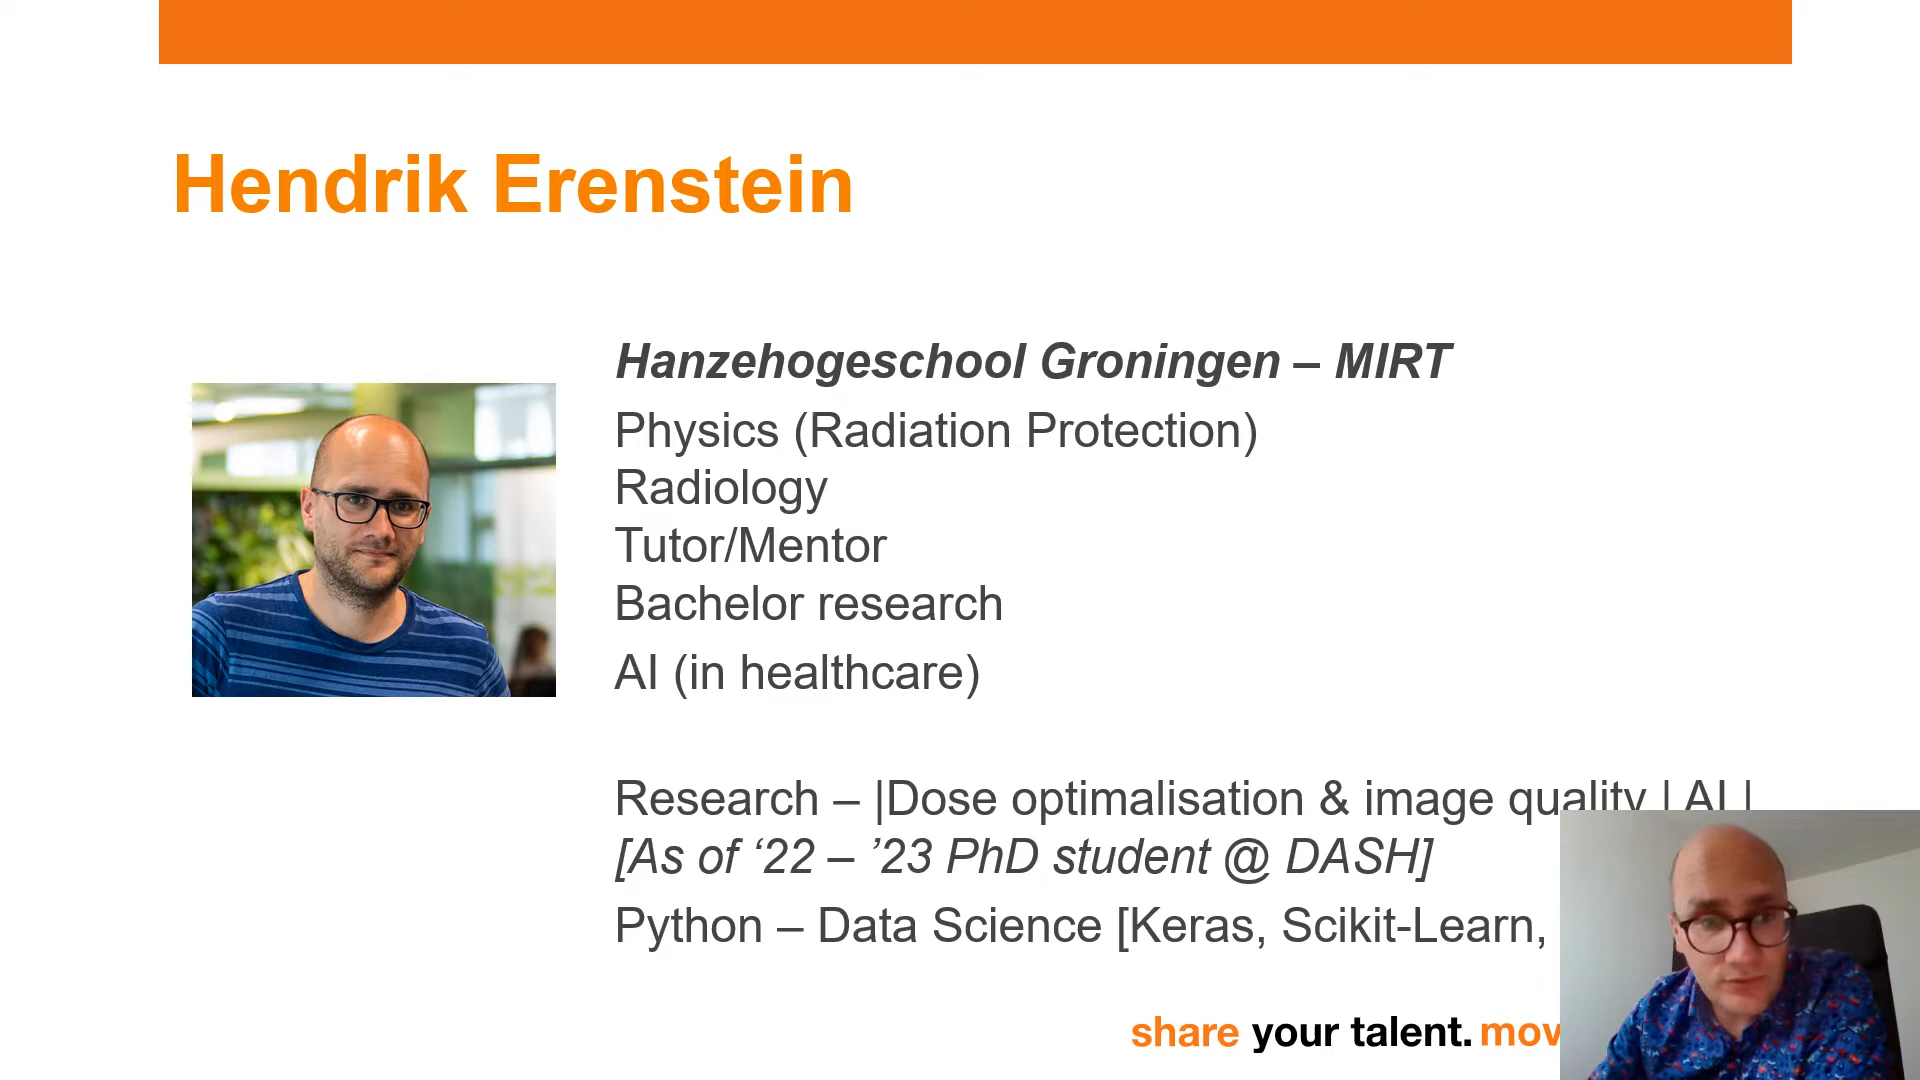 Hendrik Erenstein
Hanzehogeschool Groningen – MIRT
Physics (Radiation Protection)
Radiology
Tutor/Mentor
Bachelor research
AI (in healthcare)
Research – |Dose optimalisation & image quality | AI |
[As of ‘22 – ’23 PhD student @ DASH]
Python – Data Science [Keras, Scikit-Learn,
share your talent. mov